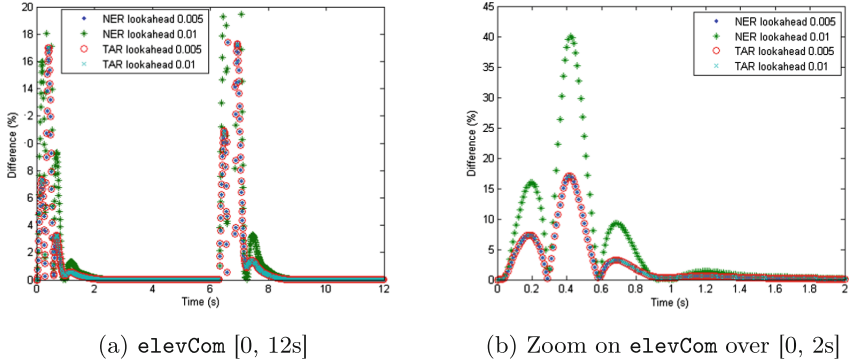 NER lookahead 0.005
NER lookahead 0.01
TAR lookahead 0.005
TAR lookahead 0.01
20
18
16
14
12
10
8
6
4
2
0
Difference (%)
0 2 4 6 8 10 12
Time (s)
(a) elevCom [0, 12s]
NER lookahead 0.005
NER lookahead 0.01
TAR lookahead 0.005
TAR lookahead 0.01
45
40
35
30
25
20
15
10
5
0
Difference (%)
0 0.2 0.4 0.6 0.8 1 1.2 1.4 1.6 1.8 2
Time (s)
(b) Zoom on elevCom over [0, 2s]